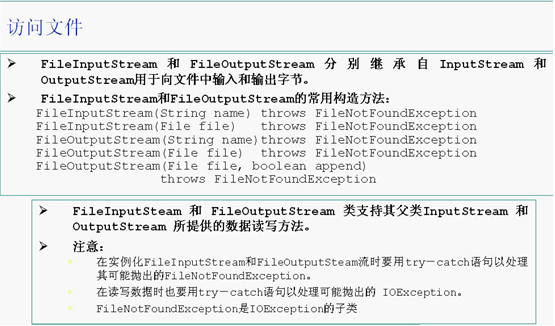 访问文件
FileInputStream 和 FileOutputStream 分别继承自 InputStream 和
OutputStream用于向文件中输入和输出字节。
FileInputStream和FileOutputStream的常用构造方法:
FileInputStream(String name) throws FileNotFoundException
FileInputStream(File file) throws FileNotFoundException
FileOutputStream(String name)throws FileNotFoundException
FileOutputStream(File file) throws FileNotFoundException
FileOutputStream(File file, boolean append)
throws FileNotFoundException
FileInputSteam 和 FileOutputStream 类支持其父类InputStream 和
OutputStream 所提供的数据读写方法。
注意:
在实例化FileInputStream和FileOutputSteam流时要用try-catch语句以处理
其可能抛出的FileNotFoundException。
在读写数据时也要用try-catch语句以处理可能抛出的 IOException。
FileNotFoundException是IOException的子类